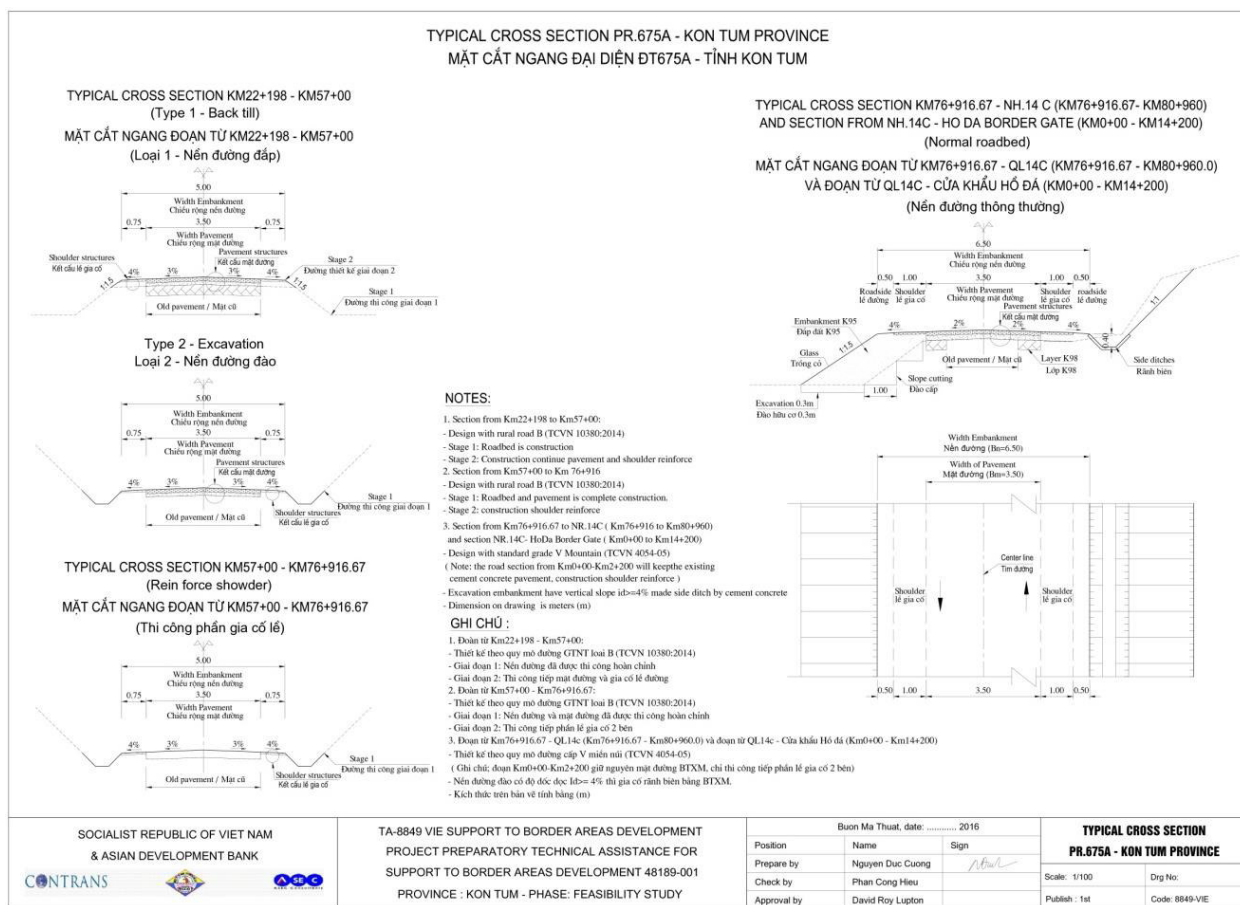 TYPICAL CROSS SECTION PR.675A - KON TUM PROVINCE
MẶT CẮT NGANG ĐẠI DIỆN ĐT675A - TỈNH KON TUM
TYPICAL CROSS SECTION KM22+198 - KM57+00
(Type 1 - Back till)
MẶT CẮT NGANG ĐOẠN TỪ KM22+198 - KM57+00
(Loại 1 - Nền đường đắp)
5.00
Width Embankment
Chiều rộng nền đường
0.75 3.50 0.75
Width Pavement
Chiều rộng mặt đường
Shoulder structures
Kết cấu lề gia cố
Pavement structures
Kết cấu mặt đường
Stage 2
Đường thiết kế giai đoạn 2
4% 3% 3% 4%
1:1.5 1:1.5
Stage 1
Đường thi công giai đoạn 1
Old pavement / Mặt cũ
Type 2 - Excavation
Loại 2 - Nền đường đào
5.00
Width Embankment
Chiều rộng nền đường
0.75 3.50 0.75
Width Pavement
Chiều rộng mặt đường
Pavement structures
Kết cấu mặt đường
4% 3% 3% 4%
Stage 1
Đường thi công giai đoạn 1
Old pavement / Mặt cũ
Shoulder structures
Kết cấu lề gia cố
TYPICAL CROSS SECTION KM57+00 - KM76+916.67
(Rein force showder)
MẶT CẮT NGANG ĐOẠN TỪ KM57+00 - KM76+916.67
(Thi công phần gia cố lề)
5.00
Width Embankment
Chiều rộng nền đường
0.75 3.50 0.75
Width Pavement
Chiều rộng mặt đường
4% 3% 3% 4%
Stage 1
Đường thi công giai đoạn 1
Old pavement / Mặt cũ
Shoulder structures
Kết cấu lề gia cố
NOTES:
1. Section from Km22+198 to Km57+00:
- Design with rural road B (TCVN 10380:2014)
- Stage 1: Roadbed is construction
- Stage 2: Construction continue pavement and shoulder reinforce
2. Section from Km57+00 to Km 76+916
- Design with rural road B (TCVN 10380:2014)
- Stage 1: Roadbed and pavement is complete construction.
- Stage 2: construction shoulder reinforce
3. Section from Km76+916.67 to NR.14C ( Km76+916 to Km80+960)
and section NR.14C- HoDa Border Gate ( Km0+00 to Km14+200)
- Design with standard grade V Mountain (TCVN 4054-05)
( Note: the road section from Km0+00-Km2+200 will keepthe existing
cement concrete pavement, construction shoulder reinforce )
- Excavation embankment have vertical slope id>=4% made side ditch by cement concrete
- Dimension on drawing is meters (m)
GHI CHÚ :
1. Đoàn từ Km22+198 - Km57+00:
- Thiết kế theo quy mô đường GTNT loai B (TCVN 10380:2014)
- Giai đoạn 1: Nền đường đã được thi công hoàn chỉnh
- Giai đoạn 2: Thi công tiếp mặt đường và gia cố lề đường
2. Đoàn từ Km57+00 - Km76+916.67:
- Thiết kế theo quy mô đường GTNT loai B (TCVN 10380:2014)
- Giai đoạn 1: Nền đường và mặt đường đã được thi công hoàn chỉnh
- Giai đoạn 2: Thi công tiếp phần lề gia cố 2 bên
3. Đoạn từ Km76+916.67 - QL14c (Km76+916.67 - Km80+960.0) và đoạn từ QL14c - Cửa khẩu Hồ đá (Km0+00 - Km14+200)
- Thiết kế theo quy mô đường cấp V miền núi (TCVN 4054-05)
( Ghi chú; đoạn Km0+00-Km2+200 giữ nguyên mặt đường BTXM, chỉ thi công tiếp phần lề gia cố 2 bên)
- Nền đường đào có độ dốc dọc Id>= 4% thì gia cố rãnh biên bằng BTXM.
- Kích thức trên bản vẽ tính bằng (m)
TYPICAL CROSS SECTION KM76+916.67 - NH.14 C (KM76+916.67- KM80+960)
AND SECTION FROM NH.14C - HO DA BORDER GATE (KM0+00 - KM14+200)
(Normal roadbed)
MẶT CẮT NGANG ĐOẠN TỪ KM76+916.67 - QL14C (KM76+916.67 - KM80+960.0)
VÀ ĐOẠN TỪ QL14C - CỬA KHẨU HỒ ĐÁ (KM0+00 - KM14+200)
(Nền đường thông thường)
6.50
Width Embankment
Chiều rộng nền đường
0.50 1.00 3.50 1.00 0.50
Roadside
lề đường
Shoulder
lề gia cố
Width Pavement
Chiều rộng mặt đường
Shoulder
lề gia cố
roadside
lề đường
Pavement structures
Kết cấu mặt đường
Embankment K95
Đắp đất K95
4% 2% 2% 4%
1:1
0.40
Glass
Trồng cỏ
1:1.5
Old pavement / Mặt cũ
Layer K98
Lớp K98
Side ditches
Rãnh biên
Slope cutting
Đào cấp
1.00
Excavation 0.3m
Đào hữu cơ 0.3m
Width Embankment
Nền đường (Bn=6.50)
Width of Pavement
Mặt đường (Bm=3.50)
Center line
Tim đường
Shoulder
lề gia cố
Shoulder
lề gia cố
0.50 1.00 3.50 1.00 0.50
SOCIALIST REPUBLIC OF VIET NAM
& ASIAN DEVELOPMENT BANK
CONTRANS
ASEC
TA-8849 VIE SUPPORT TO BORDER AREAS DEVELOPMENT
PROJECT PREPARATORY TECHNICAL ASSISTANCE FOR
SUPPORT TO BORDER AREAS DEVELOPMENT 48189-001
PROVINCE : KON TUM - PHASE: FEASIBILITY STUDY
Buon Ma Thuat, date: ............ 2016
Position Name Sign
Prepare by Nguyen Duc Cuong
Check by Phan Cong Hieu
Approval by David Roy Lupton
TYPICAL CROSS SECTION
PR.675A - KON TUM PROVINCE
Scale: 1/100 Drg No:
Publish : 1st Code: 8849-VIE